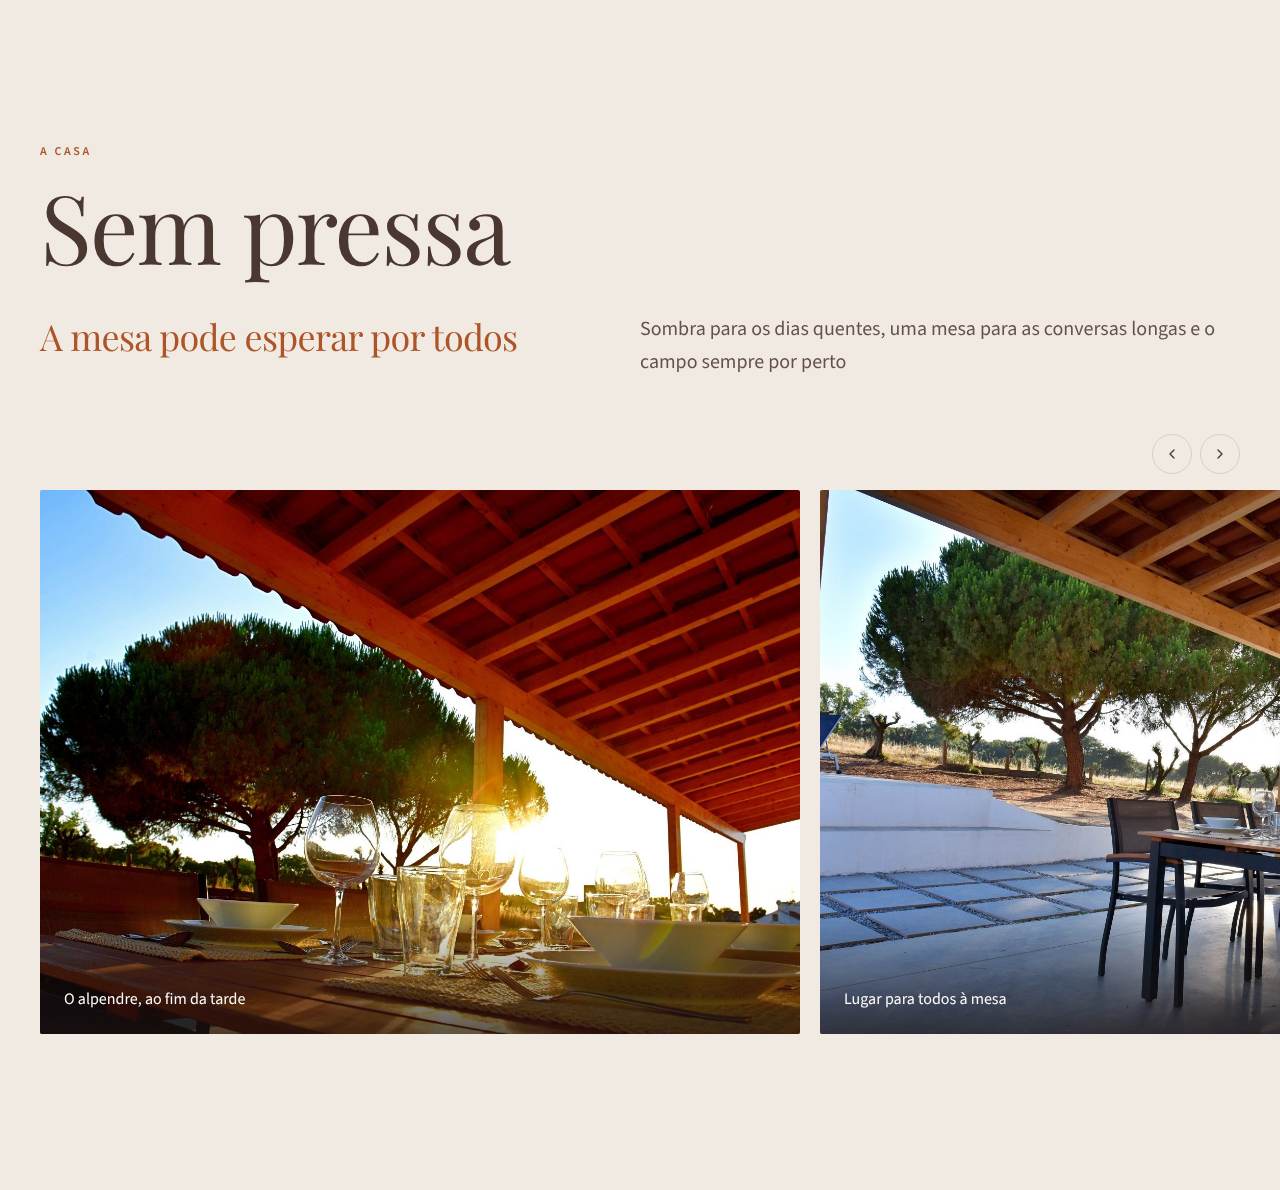 A CASA
Sem pressa
A mesa pode esperar por todos
Sombra para os dias quentes, uma mesa para as conversas longas e o
campo sempre por perto
O alpendre, ao fim da tarde
Lugar para todos à mesa